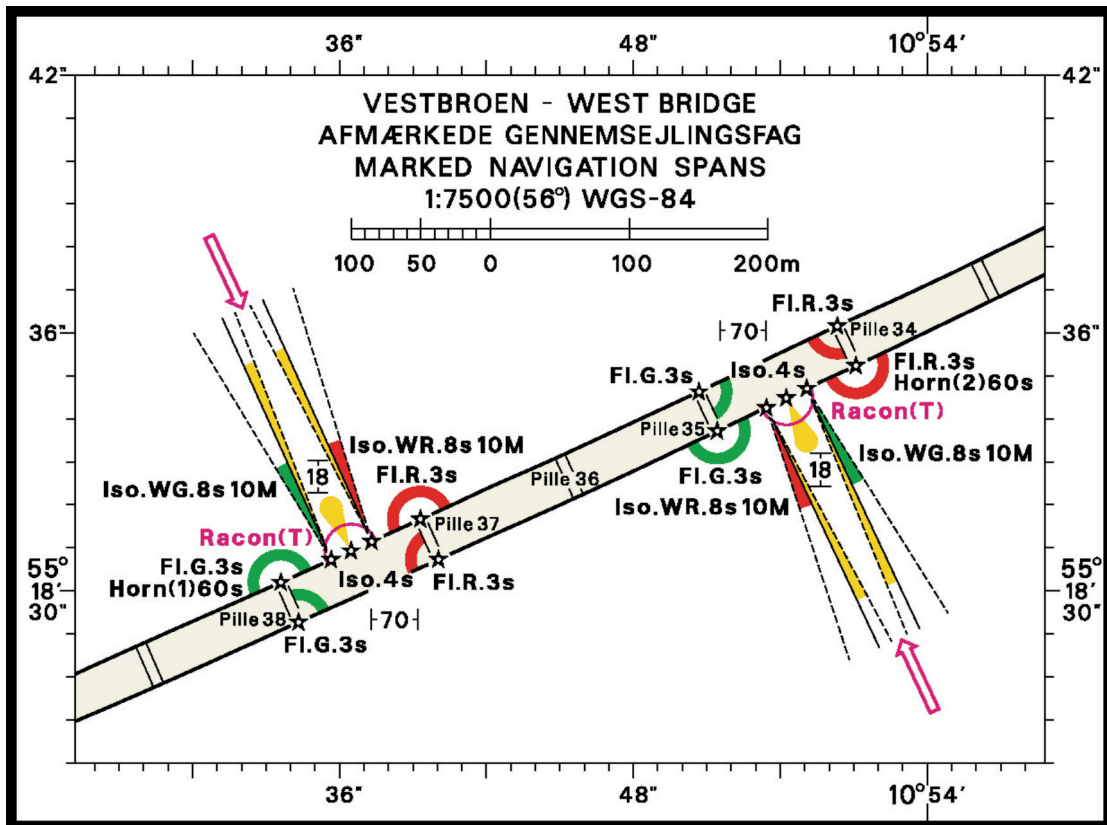 36"
48"
10°54'
42"
42"
VESTBROEN - WEST BRIDGE
AFMÆRKEDE GENNEMSEJLINGSFAG
MARKED NAVIGATION SPANS
1:7500(56°) WGS-84
100 50 0 100 200m
36"
36"
Fl.R.3s
70
Pille 34
Fl.R.3s
Horn(2)60s
Iso.4s
Fl.G.3s
Racon(T)
Pille 35
Iso.WR.8s 10M
18
Fl.R.3s
Iso.WG.8s 10M
Pille 36
Fl.G.3s
18
Iso.WG.8s 10M
Iso.WR.8s 10M
Pille 37
Racon(T)
Fl.G.3s
Horn(1)60s
Iso.4s
Fl.R.3s
55°
18'
30"
55°
18'
30"
Pille 38
70
Fl.G.3s
36"
48"
10°54'